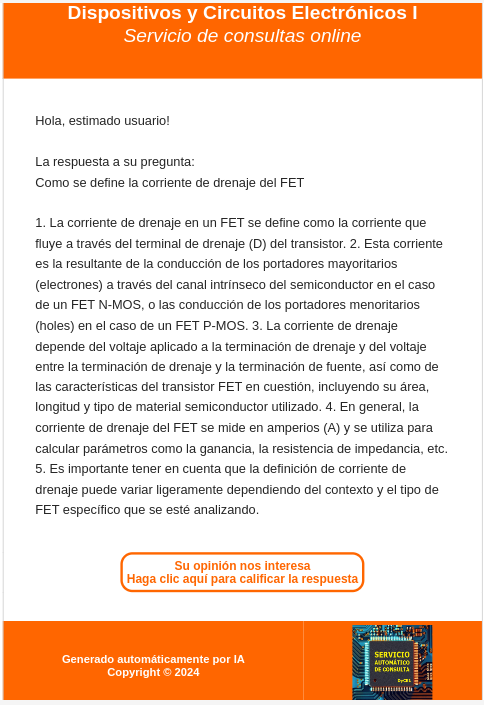 Dispositivos y Circuitos Electrónicos I
Servicio de consultas online
Hola, estimado usuario!
La respuesta a su pregunta:
Como se define la corriente de drenaje del FET
1. La corriente de drenaje en un FET se define como la corriente que
fluye a través del terminal de drenaje (D) del transistor. 2. Esta corriente
es la resultante de la conducción de los portadores mayoritarios
(electrones) a través del canal intrínseco del semiconductor en el caso
de un FET N-MOS, o las conducción de los portadores menoritarios
(holes) en el caso de un FET P-MOS. 3. La corriente de drenaje
depende del voltaje aplicado a la terminación de drenaje y del voltaje
entre la terminación de drenaje y la terminación de fuente, así como de
las características del transistor FET en cuestión, incluyendo su área,
longitud y tipo de material semiconductor utilizado. 4. En general, la
corriente de drenaje del FET se mide en amperios (A) y se utiliza para
calcular parámetros como la ganancia, la resistencia de impedancia, etc.
5. Es importante tener en cuenta que la definición de corriente de
drenaje puede variar ligeramente dependiendo del contexto y el tipo de
FET específico que se esté analizando.
Su opinión nos interesa
Haga clic aquí para calificar la respuesta
Generado automáticamente por IA
Copyright © 2024
SERVICIO
AUTOMÁTICO
DE CONSULTA
DyCE1